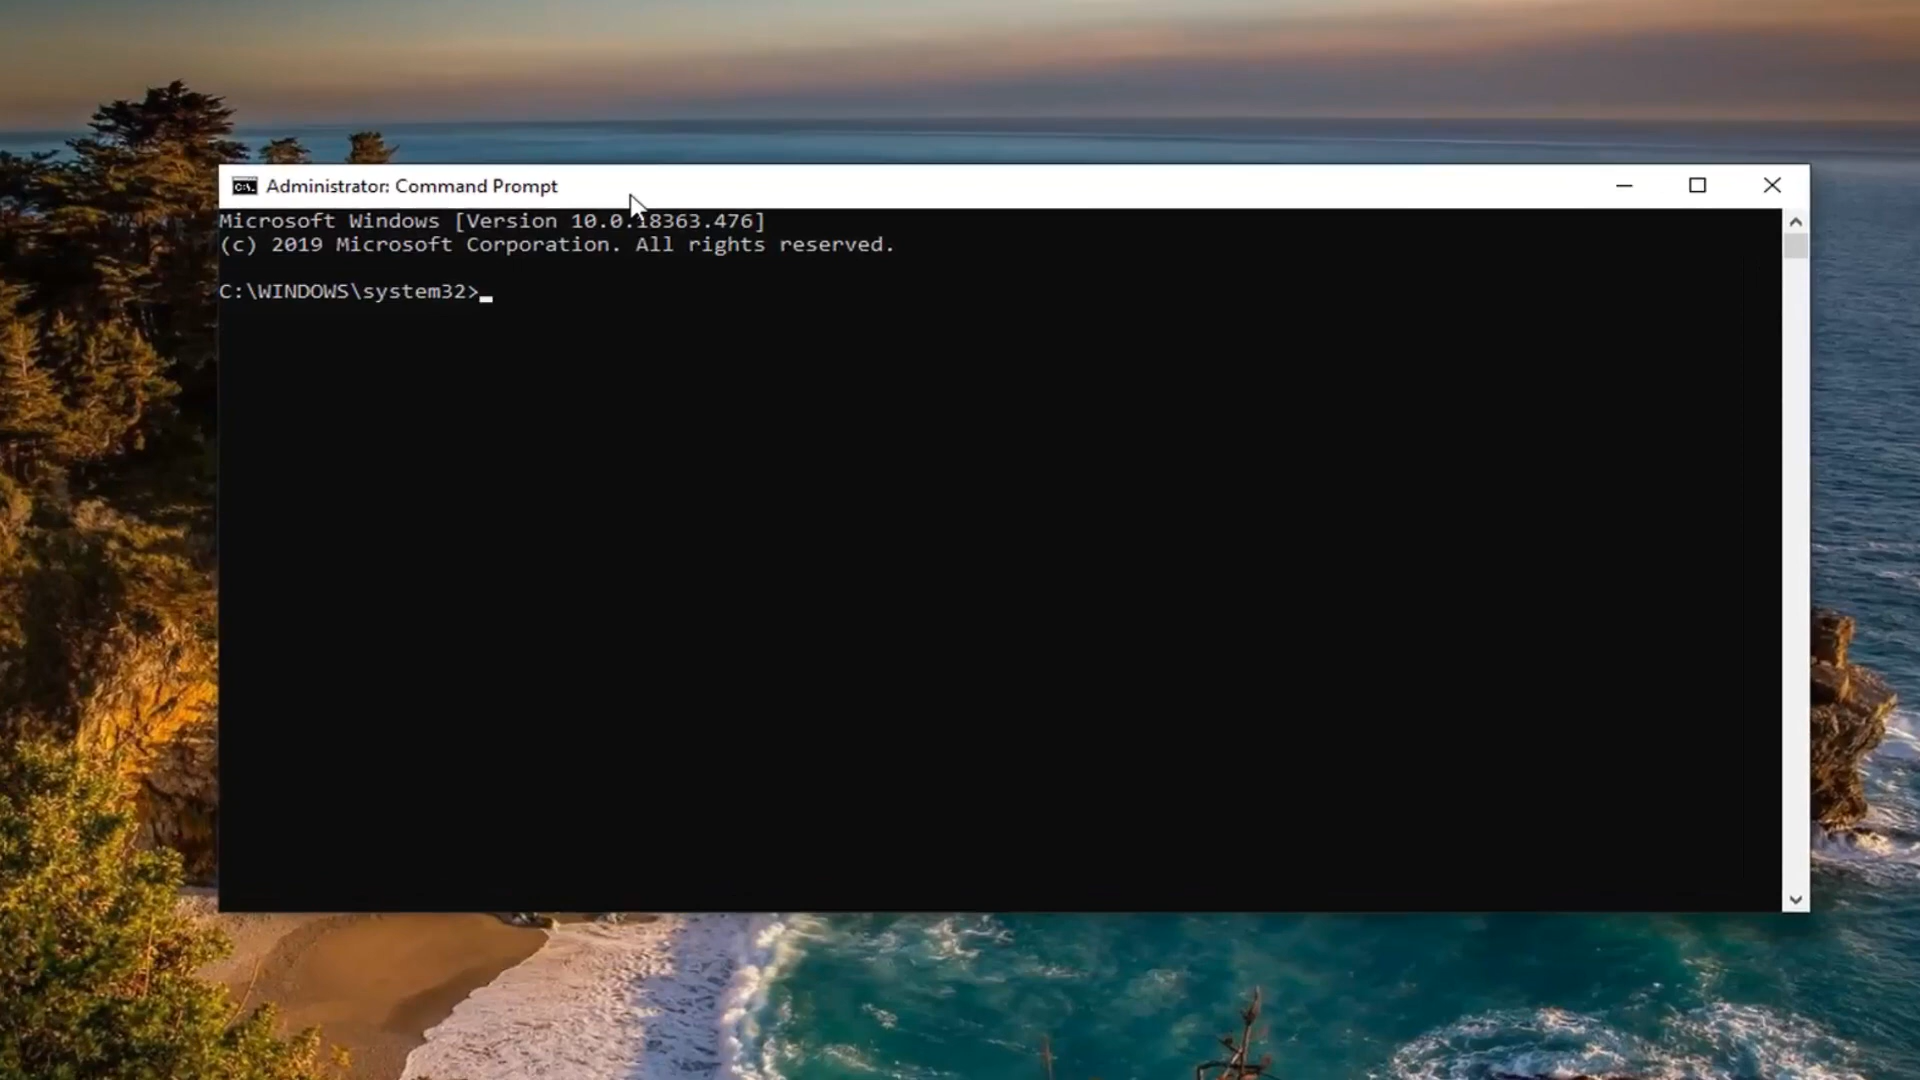 Administrator: Command Prompt
Microsoft Windows [Version 10.0.18363.476]
(c) 2019 Microsoft Corporation. All rights reserved.
C:\WINDOWS\system32>